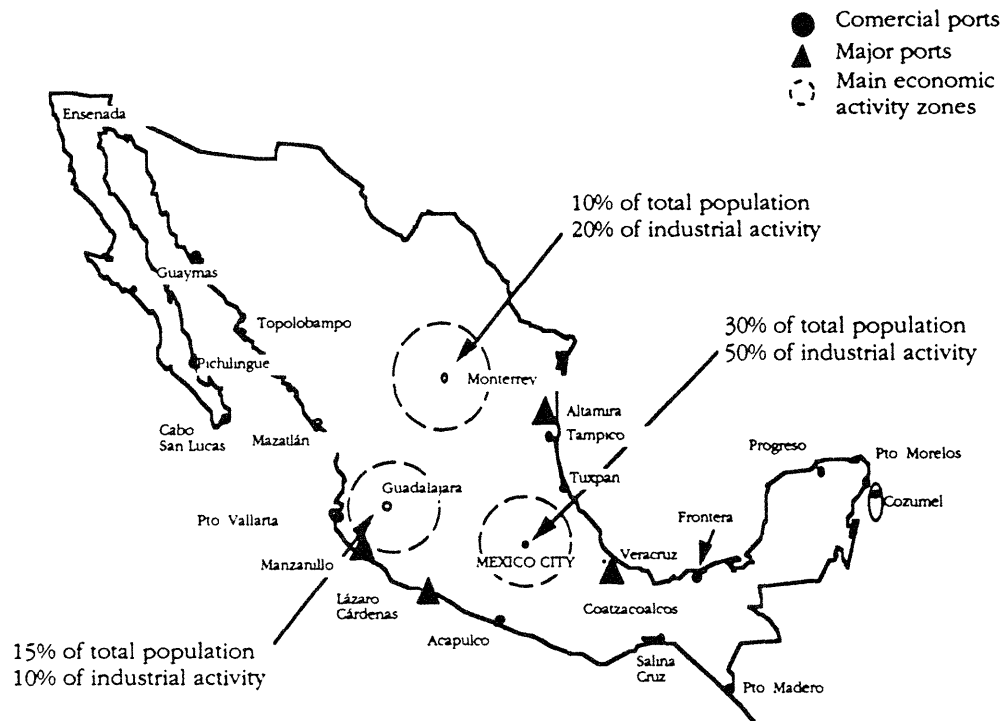 Comercial ports
Major ports
Main economic
activity zones
Ensenada
10% of total population
20% of industrial activity
Guaymas
Topolobampo
30% of total population
50% of industrial activity
Pichilingue
Monterrey
Cabo
San Lucas
Mazatlán
Altamira
Tampico
Progreso
Pto Morelos
Tuxpan
Guadalajara
Cozumel
Pto Vallarta
Frontera
Manzanillo
MEXICO CITY
Veracruz
Lázaro
Cárdenas
Coatzacoalcos
Acapulco
15% of total population
10% of industrial activity
Salina
Cruz
Pto Madero